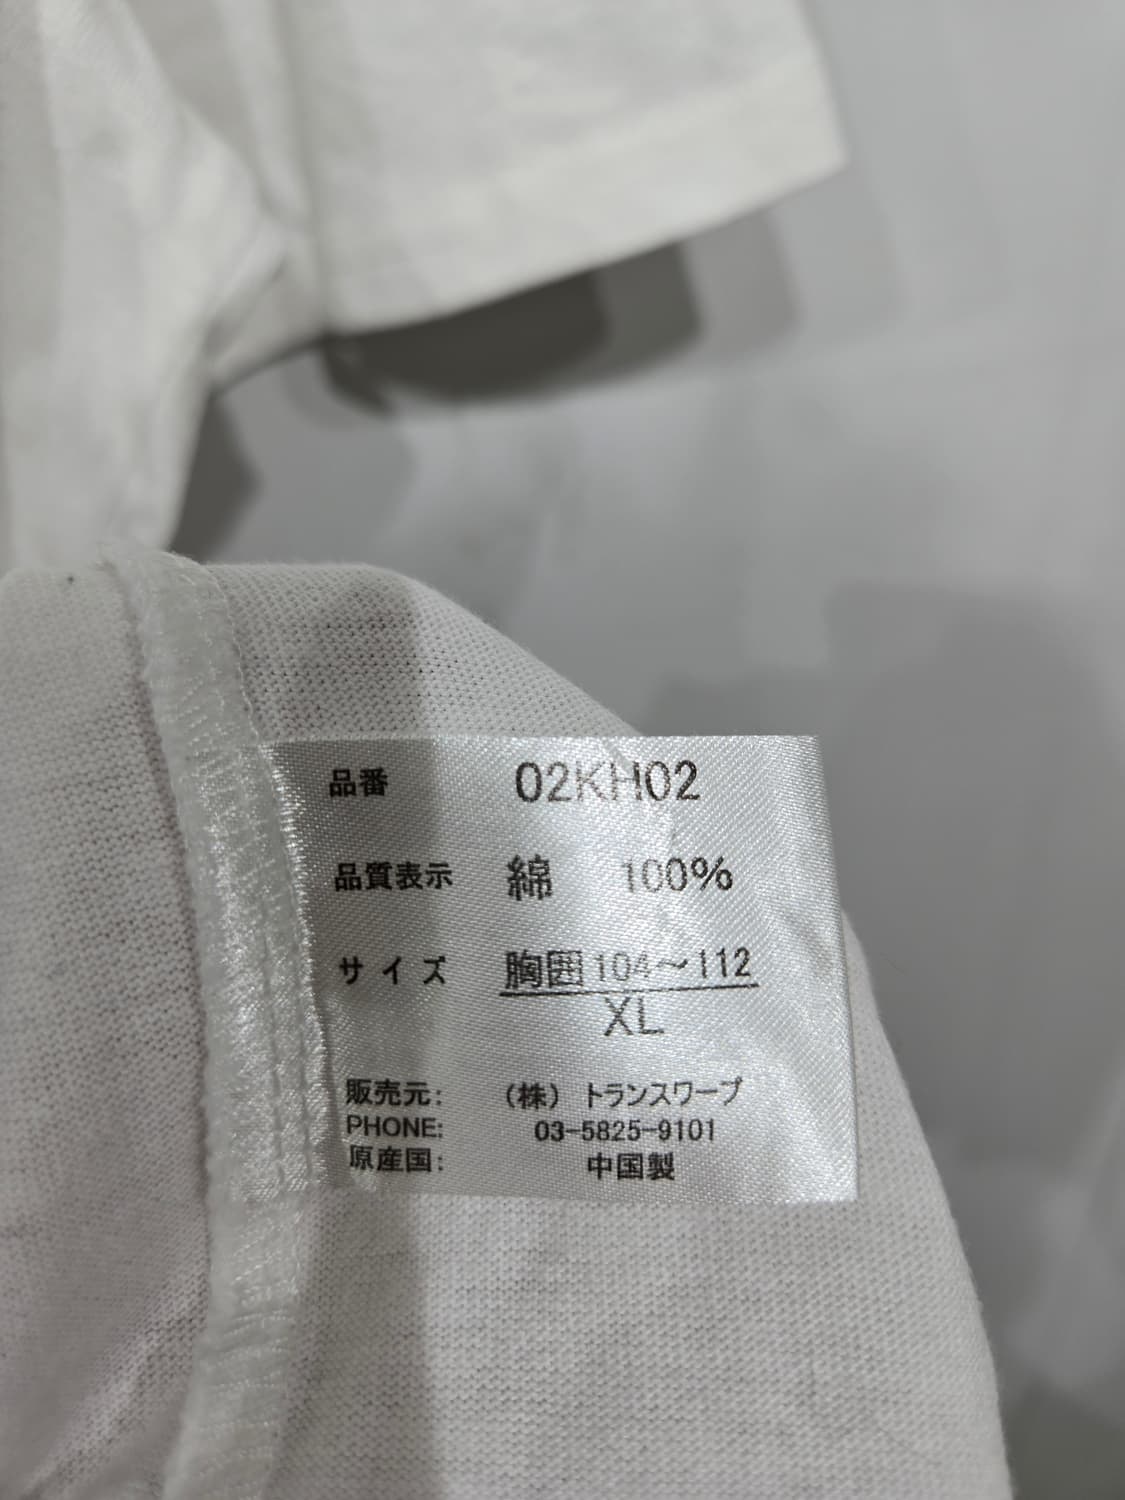 品番 02KH02
品質表示 綿 100%
サイズ 胸囲104～112
XL
販売元: (株) トランスワープ
PHONE: 03-5825-9101
原産国: 中国製